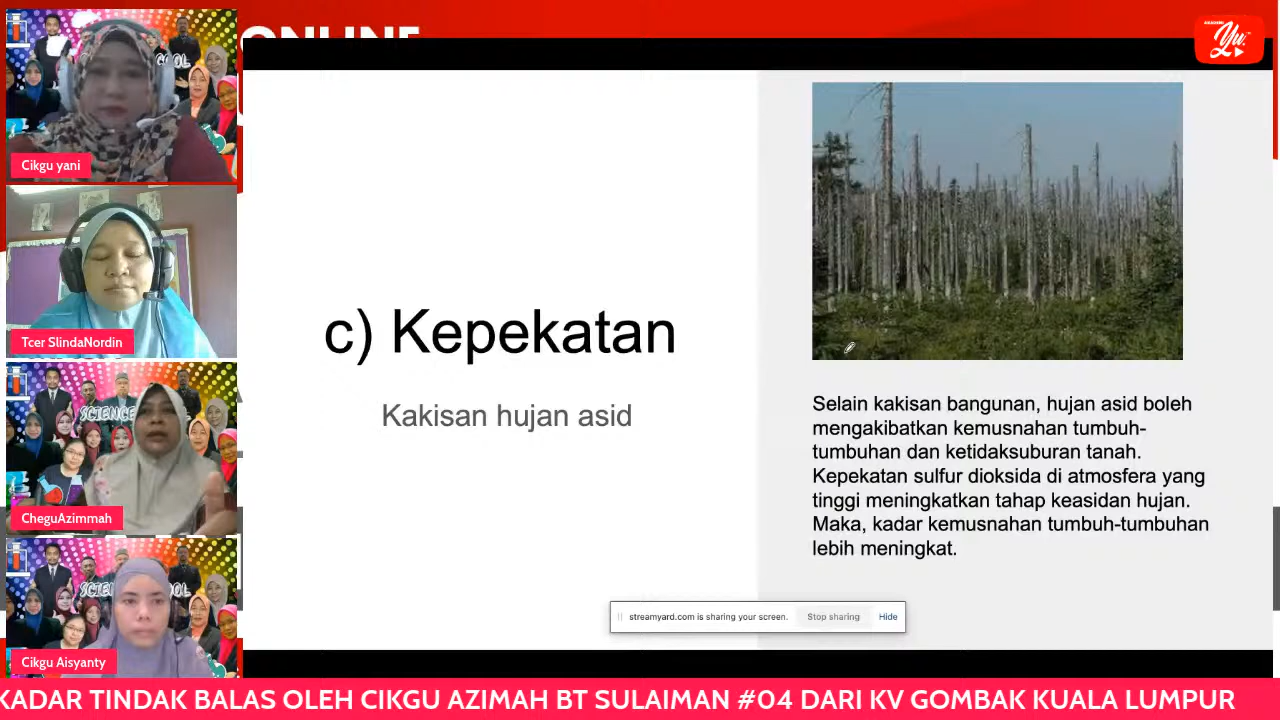 ONLINE
Cikgu yani
Tcer SlindaNordin
SCIENCE
CheguAzimmah
Cikgu Aisyanty
c) Kepekatan
Kakisan hujan asid
Selain kakisan bangunan, hujan asid boleh
mengakibatkan kemusnahan tumbuh-
tumbuhan dan ketidaksuburan tanah.
Kepekatan sulfur dioksida di atmosfera yang
tinggi meningkatkan tahap keasidan hujan.
Maka, kadar kemusnahan tumbuh-tumbuhan
lebih meningkat.
streamyard.com is sharing your screen.
Stop sharing
Hide
KADAR TINDAK BALAS OLEH CIKGU AZIMAH BT SULAIMAN #04 DARI KV GOMBAK KUALA LUMPUR